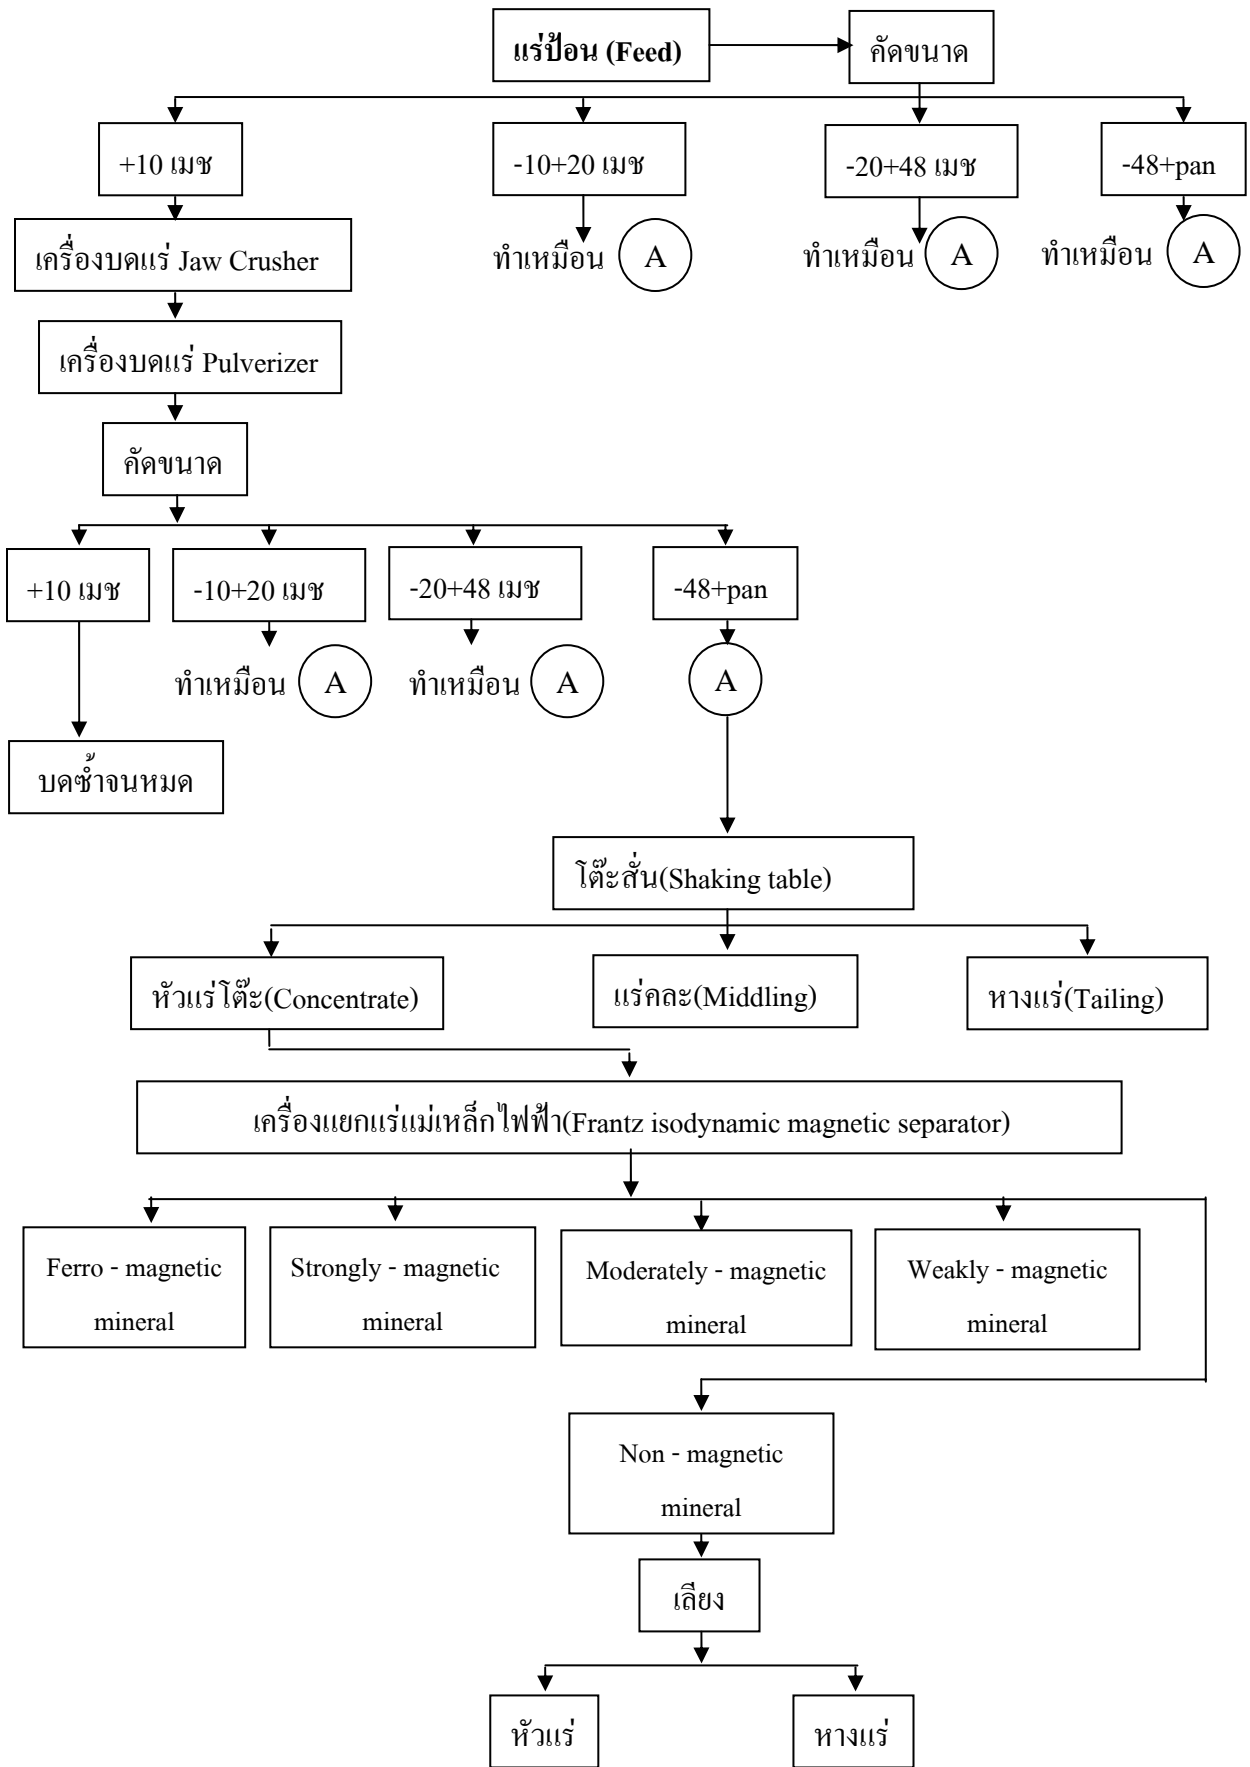 แร่ป้อน (Feed)
คัดขนาด
+10 เมช
-10+20 เมช
-20+48 เมช
-48+pan
เครื่องบดแร่ Jaw Crusher
ทำเหมือน A
ทำเหมือน A
ทำเหมือน A
เครื่องบดแร่ Pulverizer
คัดขนาด
+10 เมช
-10+20 เมช
-20+48 เมช
-48+pan
ทำเหมือน A
ทำเหมือน A
A
บดซ้ำจนหมด
โต๊ะสั่น(Shaking table)
หัวแร่โต๊ะ(Concentrate)
แร่คละ(Middling)
หางแร่(Tailing)
เครื่องแยกแร่แม่เหล็กไฟฟ้า(Frantz isodynamic magnetic separator)
Ferro - magnetic
mineral
Strongly - magnetic
mineral
Moderately - magnetic
mineral
Weakly - magnetic
mineral
Non - magnetic
mineral
เลียง
หัวแร่
หางแร่